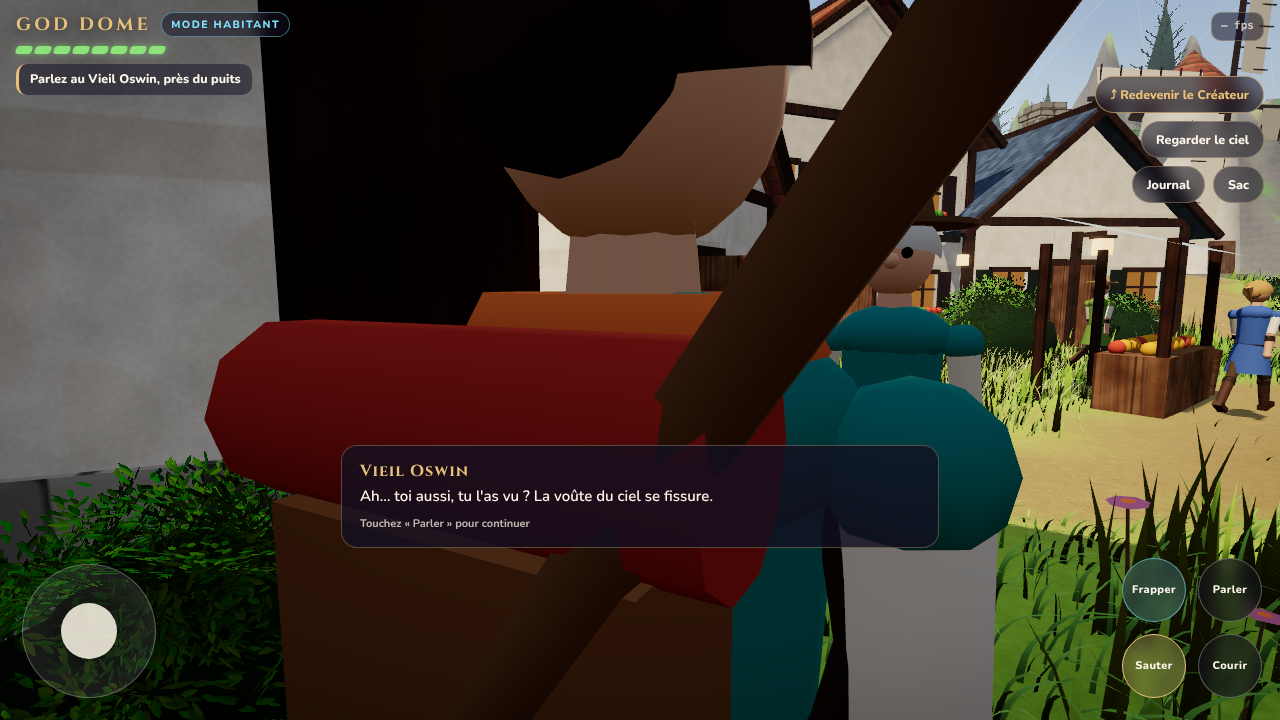 GOD DOME
MODE HABITANT
Parlez au Vieil Oswin, près du puits
– fps
⤴ Redevenir le Créateur
Regarder le ciel
Journal
Sac
Vieil Oswin
Ah... toi aussi, tu l'as vu ? La voûte du ciel se fissure.
Touchez « Parler » pour continuer
Frapper
Parler
Sauter
Courir